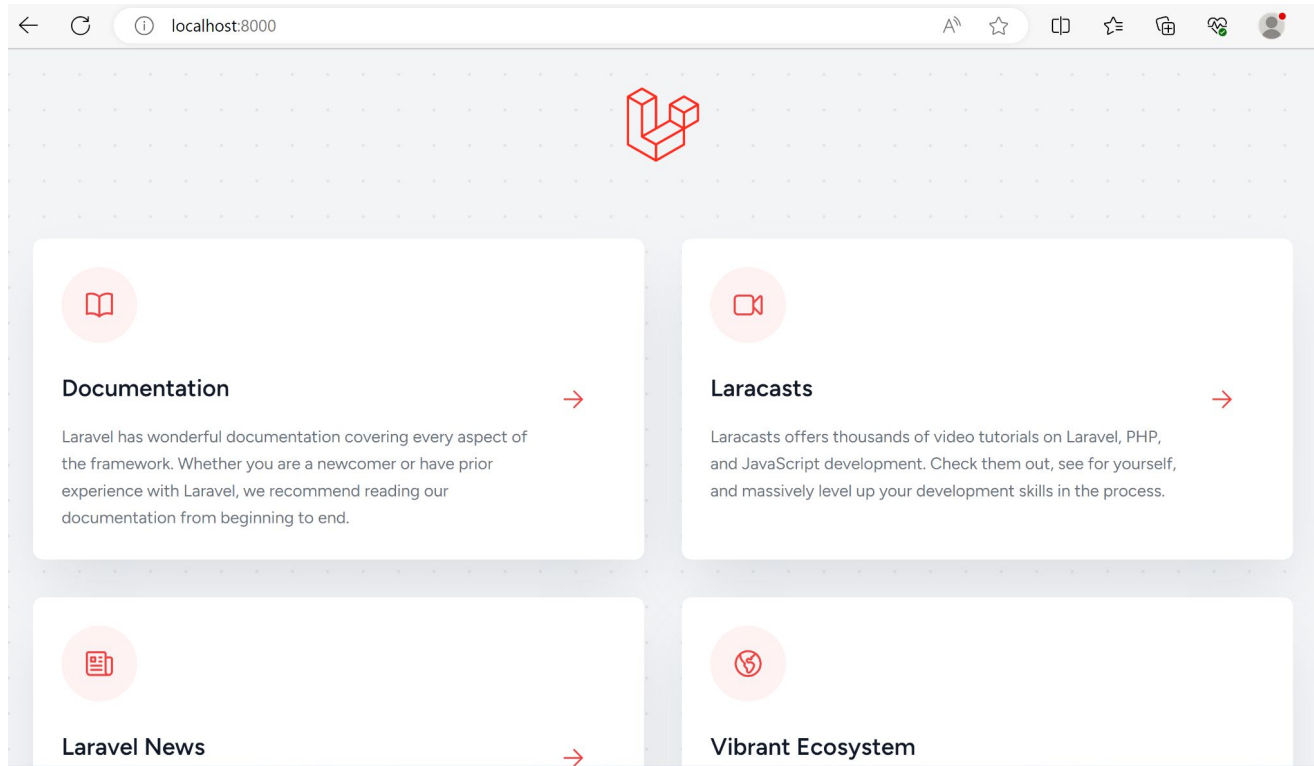 localhost:8000
Documentation
Laravel has wonderful documentation covering every aspect of
the framework. Whether you are a newcomer or have prior
experience with Laravel, we recommend reading our
documentation from beginning to end.
Laracasts
Laracasts offers thousands of video tutorials on Laravel, PHP,
and JavaScript development. Check them out, see for yourself,
and massively level up your development skills in the process.
Laravel News
Vibrant Ecosystem